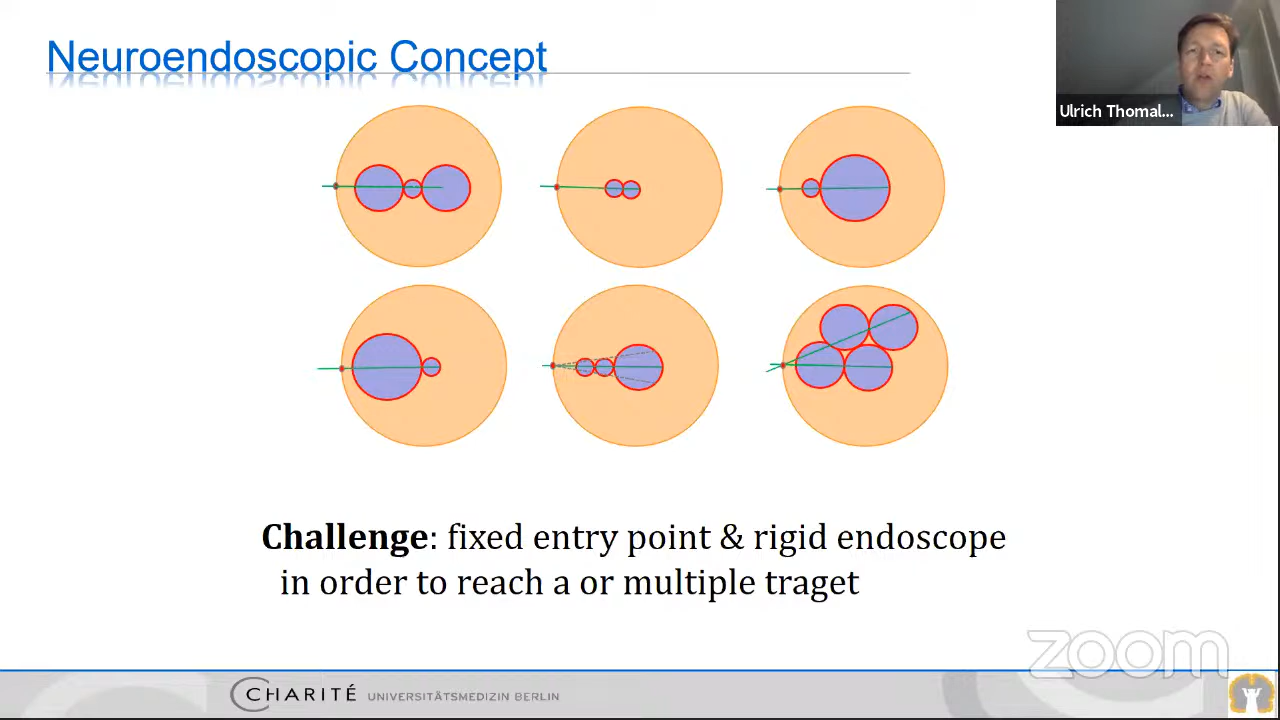 Neuroendoscopic Concept
Ulrich Thomal...
Challenge: fixed entry point & rigid endoscope
in order to reach a or multiple traget
zoom
CHARITÉ UNIVERSITÄTSMEDIZIN BERLIN